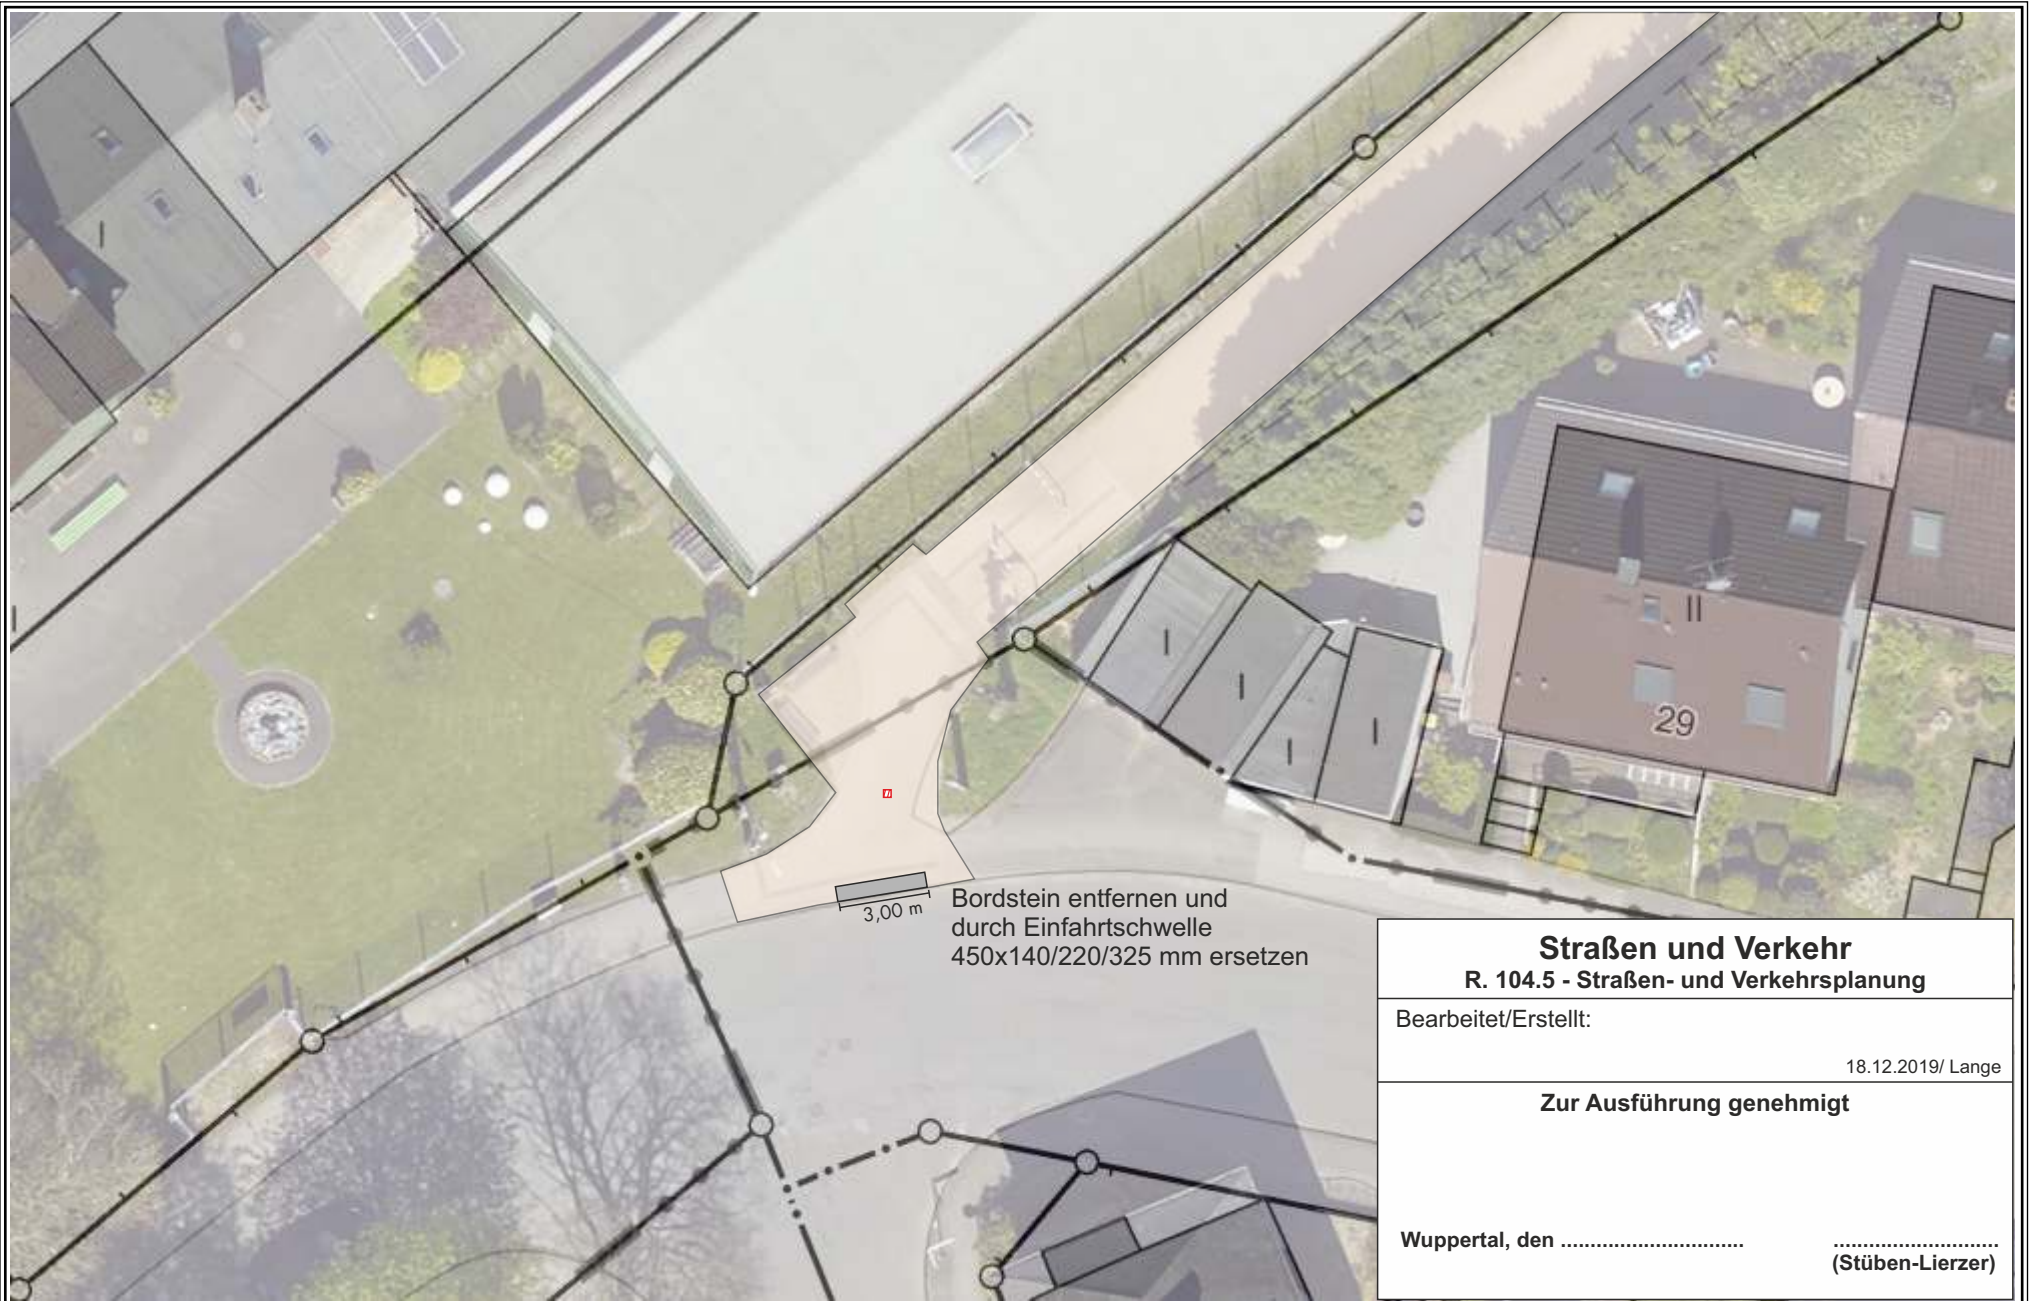 I
I
II
I
I
I
I
29
3,00 m
Bordstein entfernen und
durch Einfahrtschwelle
450x140/220/325 mm ersetzen
Straßen und Verkehr
R. 104.5 - Straßen- und Verkehrsplanung
Bearbeitet/Erstellt:
18.12.2019/ Lange
Zur Ausführung genehmigt
Wuppertal, den ............................... ............................
(Stüben-Lierzer)